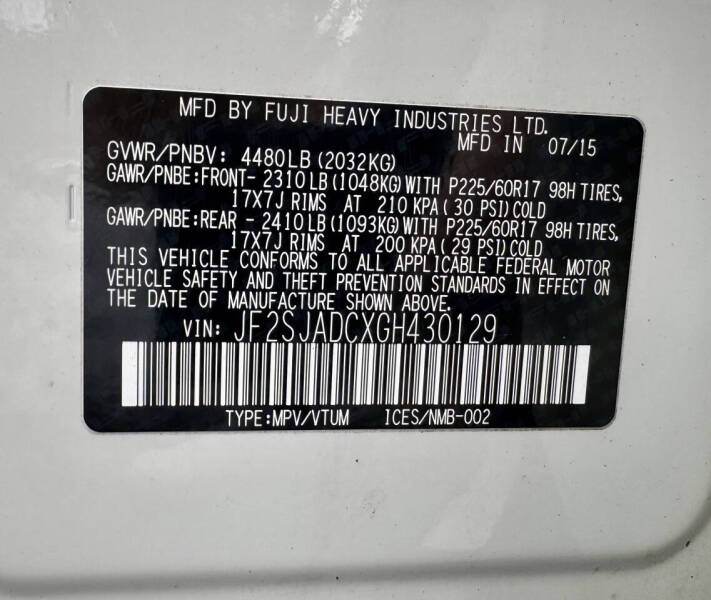 MFD BY FUJI HEAVY INDUSTRIES LTD.
MFD IN 07/15
GVWR/PNBV: 4480LB (2032KG)
GAWR/PNBE:FRONT- 2310LB (1048KG) WITH P225/60R17 98H TIRES,
17X7J RIMS AT 210 KPA (30 PSI) COLD
GAWR/PNBE:REAR - 2410LB (1093KG) WITH P225/60R17 98H TIRES,
17X7J RIMS AT 200 KPA (29 PSI) COLD
THIS VEHICLE CONFORMS TO ALL APPLICABLE FEDERAL MOTOR
VEHICLE SAFETY AND THEFT PREVENTION STANDARDS IN EFFECT ON
THE DATE OF MANUFACTURE SHOWN ABOVE.
VIN: JF2SJADCXGH430129
TYPE:MPV/VTUM ICES/NMB-002